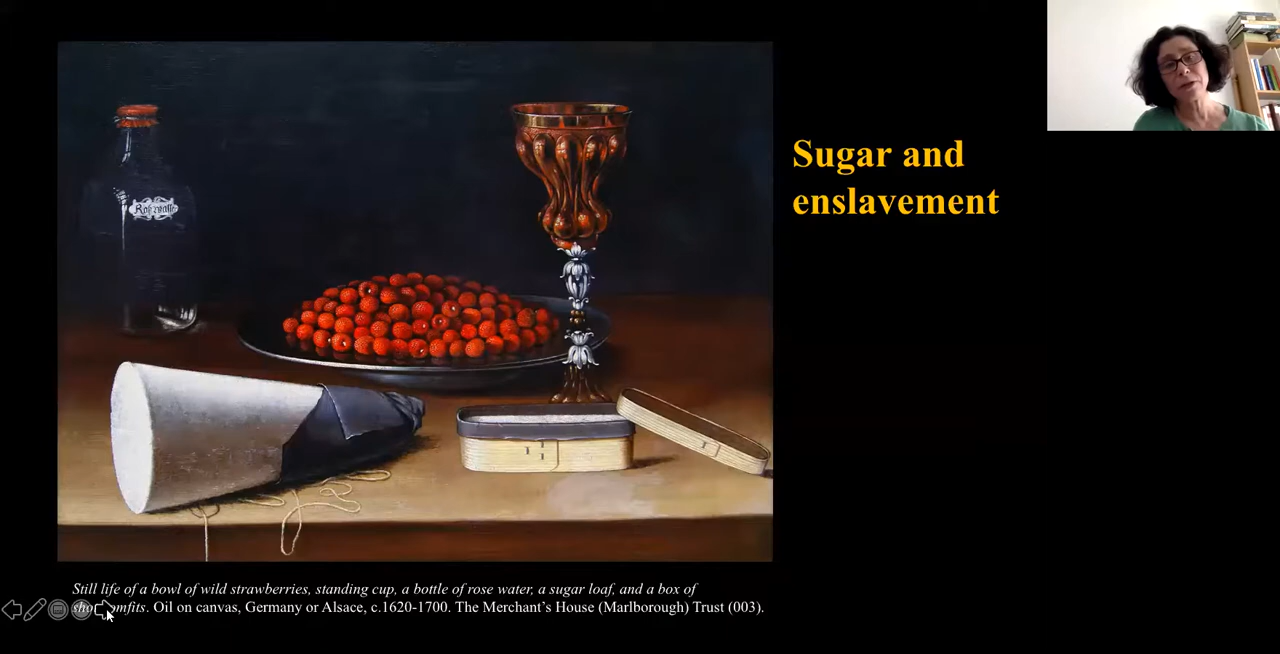 Sugar and
enslavement
Still life of a bowl of wild strawberries, standing cup, a bottle of rose water, a sugar loaf, and a box of
Oil on canvas, Germany or Alsace, c.1620-1700. The Merchant’s House (Marlborough) Trust (003).